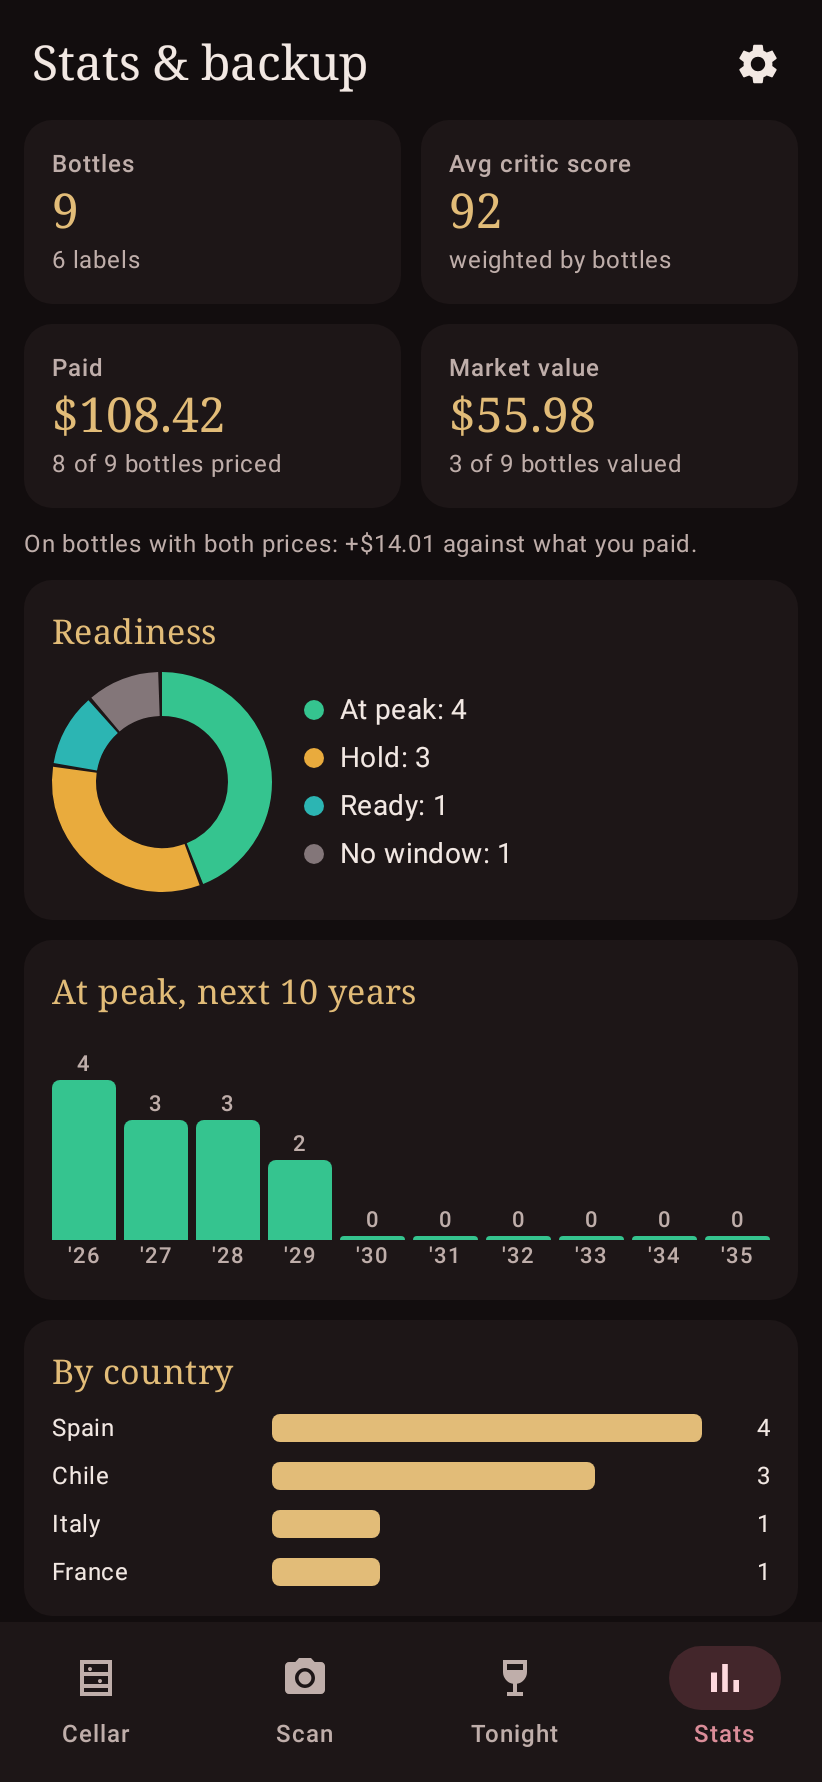 Stats & backup
Bottles
9
6 labels
Avg critic score
92
weighted by bottles
Paid
$108.42
8 of 9 bottles priced
Market value
$55.98
3 of 9 bottles valued
On bottles with both prices: +$14.01 against what you paid.
Readiness
At peak: 4
Hold: 3
Ready: 1
No window: 1
At peak, next 10 years
4 3 3 2 0 0 0 0 0 0
'26 '27 '28 '29 '30 '31 '32 '33 '34 '35
By country
Spain 4
Chile 3
Italy 1
France 1
Cellar Scan Tonight Stats